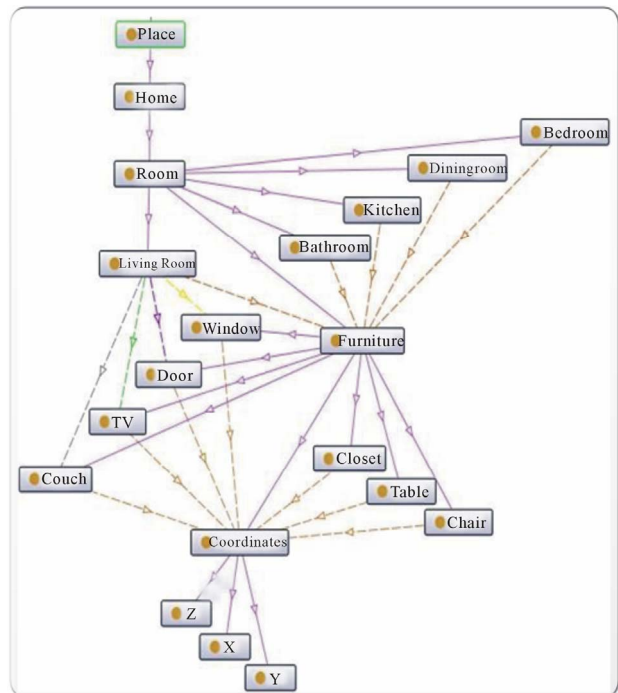 Place
Home
Bedroom
Room
Diningroom
Kitchen
Bathroom
Living Room
Window
Furniture
Door
TV
Closet
Couch
Table
Chair
Coordinates
Z
X
Y